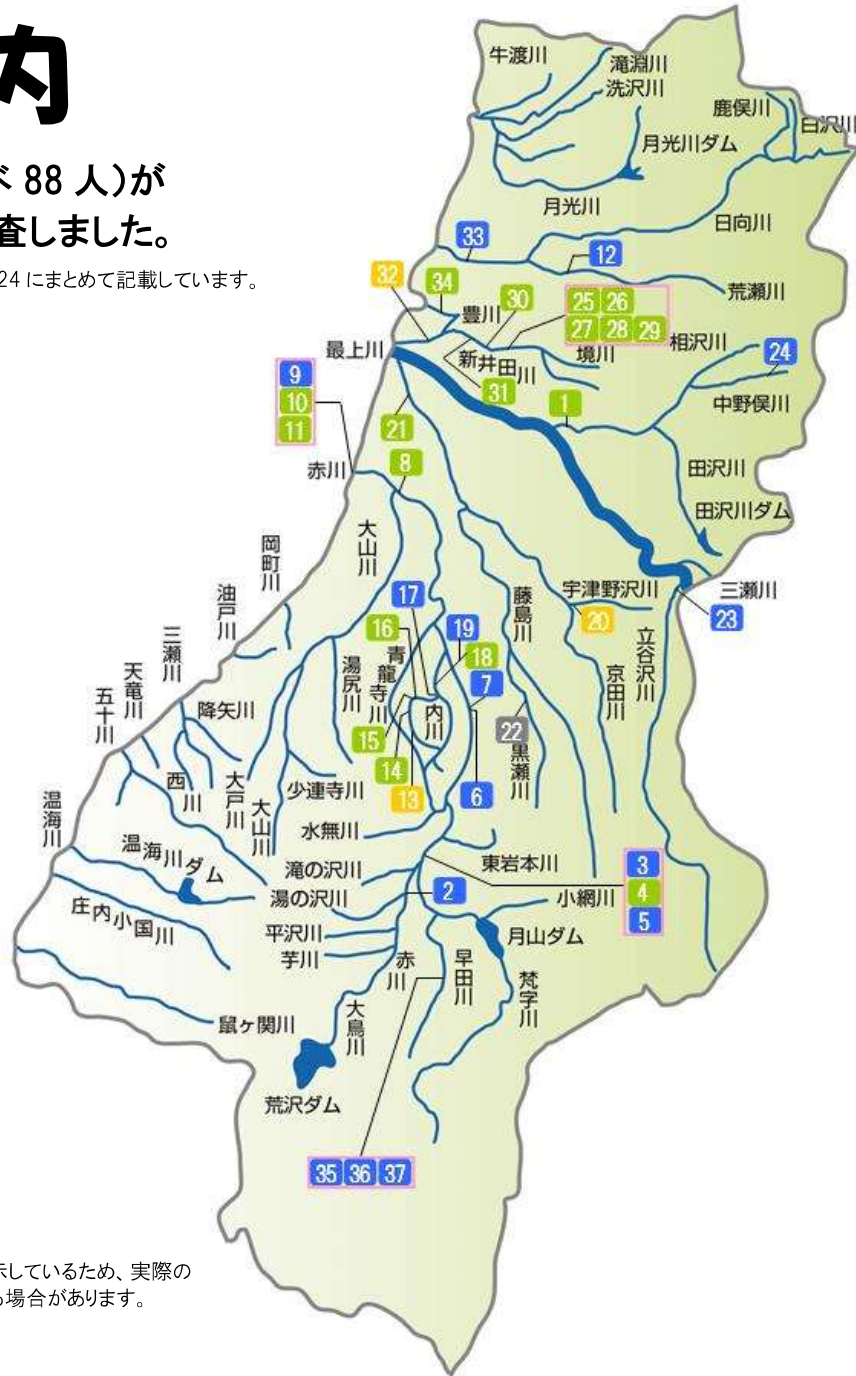 内
べ 88 人)が
査しました。
24 にまとめて記載しています。
牛渡川
滝淵川
洗沢川
鹿俣川
白沢川
月光川ダム
月光川
日向川
33
12
荒瀬川
32
34
豊川
30
25 26
27 28 29
境川
相沢川
24
最上川
新井田川
31
中野俣川
9
10
11
21
1
8
赤川
田沢川
田沢川ダム
大山川
岡町川
油戸川
三瀬川
天竜川
五十川
温海川
17
16
19
18
7
藤島川
宇津野沢川
20
三瀬川
23
立谷沢川
京田川
湯尻川
青龍寺川
内川
15
14
13
6
22
黒瀬川
降矢川
西川
大戸川
大山川
少連寺川
水無川
温海川ダム
滝の沢川
湯の沢川
東岩本川
3
4
5
2
小網川
庄内小国川
平沢川
芋川
月山ダム
赤川
早田川
梵字川
鼠ヶ関川
大鳥川
荒沢ダム
35 36 37
示しているため、実際の
る場合があります。